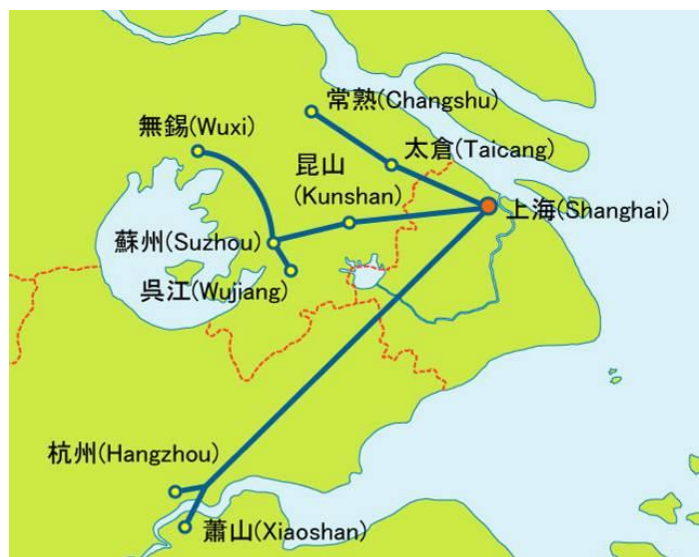 常熟(Changshu)
無錫(Wuxi)
太倉(Taicang)
昆山
(Kunshan)
上海(Shanghai)
蘇州(Suzhou)
呉江(Wujiang)
杭州(Hangzhou)
蕭山(Xiaoshan)